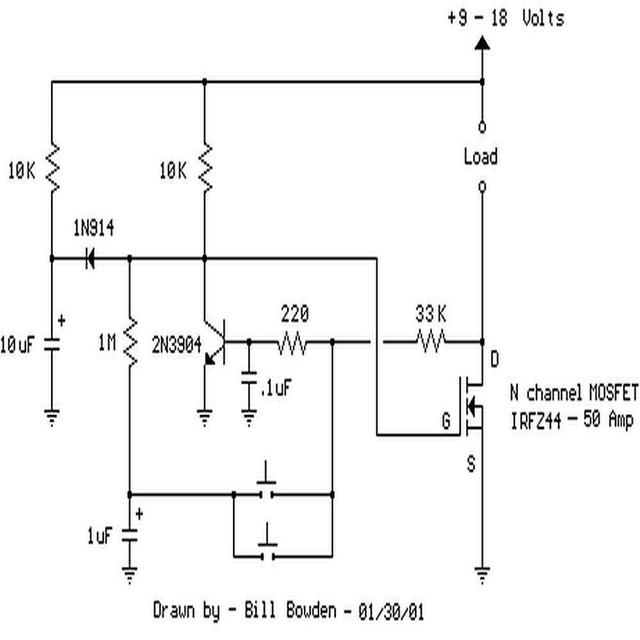 +9 - 18 Volts
Load
10K
10K
1N914
220
33K
+
10uF
1M
2N3904
.1uF
D
N channel MOSFET
IRFZ44 - 50 Amp
G
S
+
1uF
Drawn by - Bill Bowden - 01/30/01